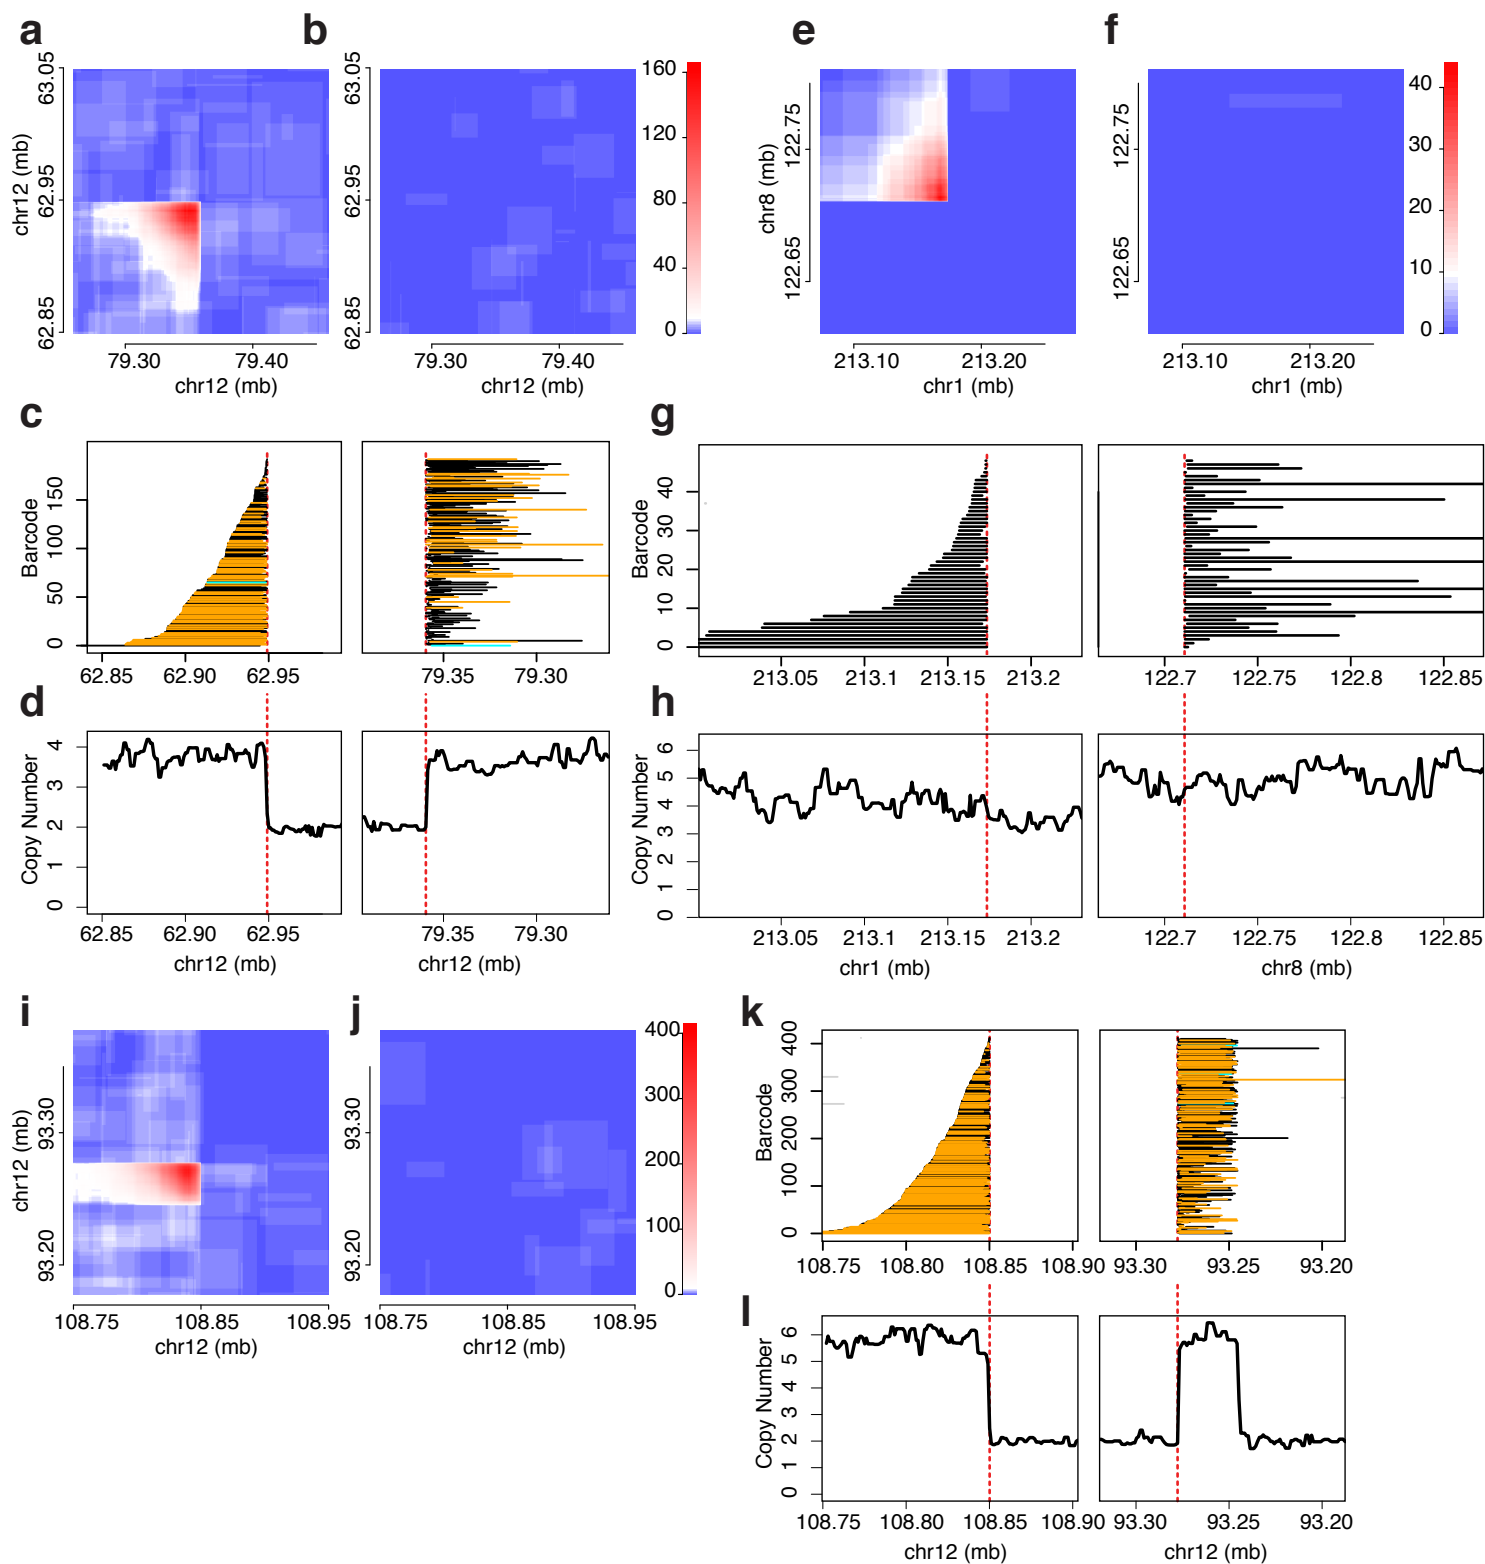 a
b
e
f
chr12 (mb)
62.85 62.95 63.05
79.30 79.40
chr12 (mb)
62.85 62.95 63.05
79.30 79.40
chr12 (mb)
160
120
80
40
0
chr8 (mb)
122.65 122.75
213.10 213.20
chr1 (mb)
122.65 122.75
213.10 213.20
chr1 (mb)
40
30
20
10
0
c
Barcode
0 50 100 150
62.85 62.90 62.95
79.35 79.30
g
Barcode
0 10 20 30 40
213.05 213.1 213.15 213.2
122.7 122.75 122.8 122.85
d
Copy Number
0 1 2 3 4
62.85 62.90 62.95
chr12 (mb)
79.35 79.30
chr12 (mb)
h
Copy Number
0 1 2 3 4 5 6
213.05 213.1 213.15 213.2
chr1 (mb)
122.7 122.75 122.8 122.85
chr8 (mb)
i
j
chr12 (mb)
93.20 93.30
108.75 108.85 108.95
chr12 (mb)
93.20 93.30
108.75 108.85 108.95
chr12 (mb)
400
300
200
100
0
k
Barcode
0 100 200 300 400
108.75 108.80 108.85 108.90
93.30 93.25 93.20
l
Copy Number
0 1 2 3 4 5 6
108.75 108.80 108.85 108.90
93.30 93.25 93.20
chr12 (mb)
chr12 (mb)